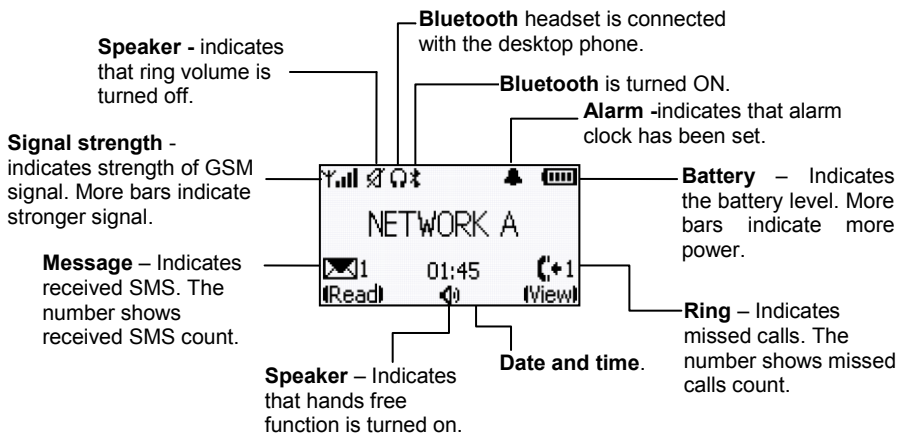 Bluetooth headset is connected
with the desktop phone.
Speaker - indicates
that ring volume is
turned off.
Bluetooth is turned ON.
Alarm -indicates that alarm
clock has been set.
Signal strength -
indicates strength of GSM
signal. More bars indicate
stronger signal.
Battery – Indicates
the battery level. More
bars indicate more
power.
NETWORK A
1 01:45 1
Read View
Message – Indicates
received SMS. The
number shows
received SMS count.
Ring – Indicates
missed calls. The
number shows missed
calls count.
Date and time.
Speaker – Indicates
that hands free
function is turned on.